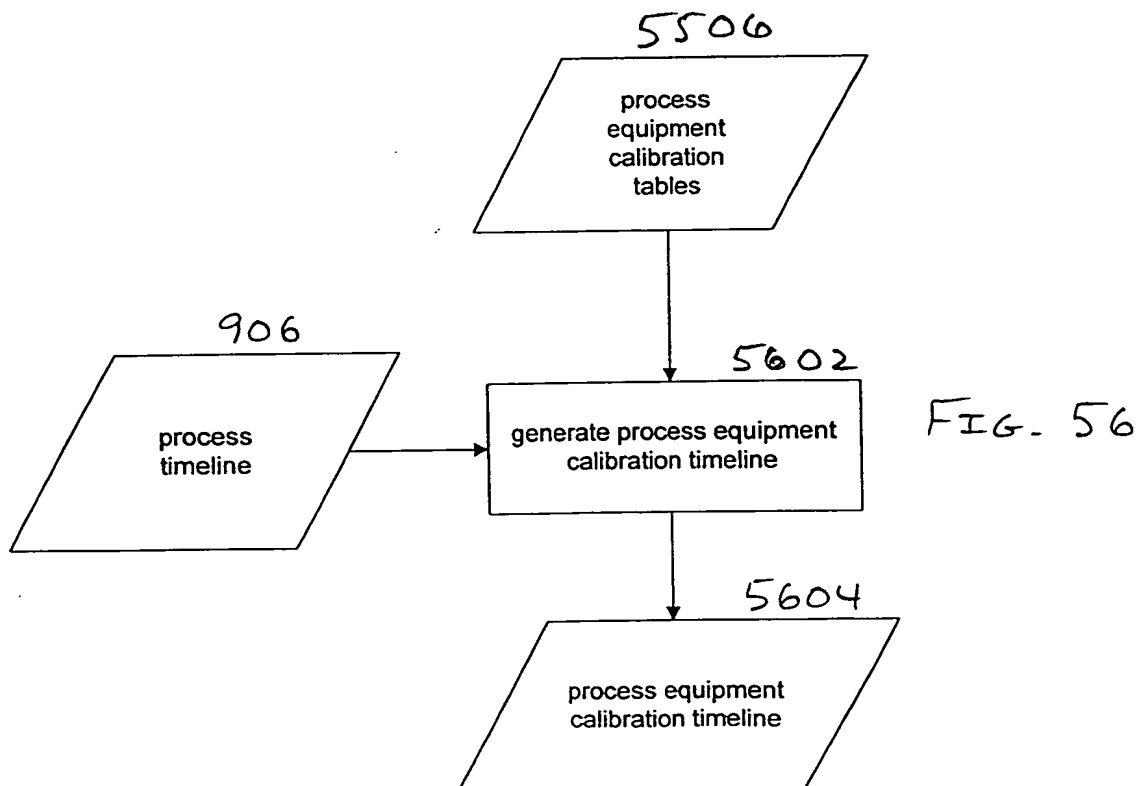 5506
process
equipment
calibration
tables
906
process
timeline
5602
generate process equipment
calibration timeline
FIG. 56
5604
process equipment
calibration timeline